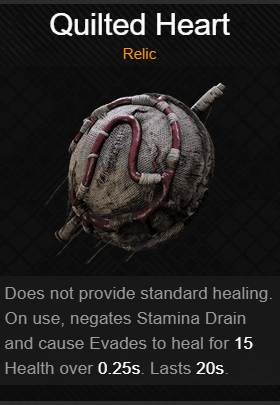 Quilted Heart
Relic
Does not provide standard healing.
On use, negates Stamina Drain
and cause Evades to heal for 15
Health over 0.25s. Lasts 20s.